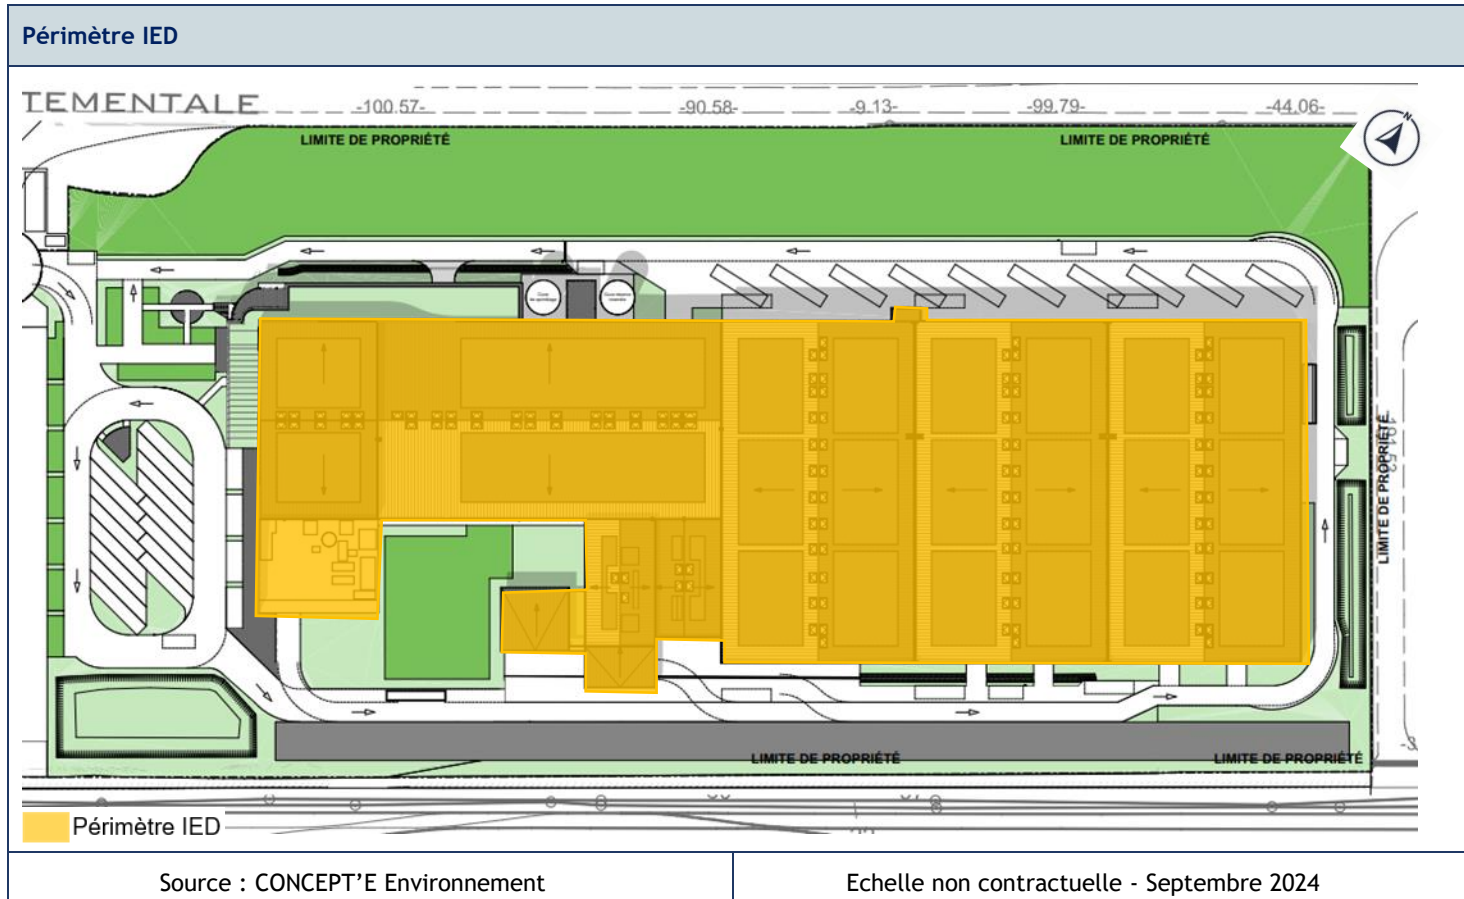 Périmètre IED
TEMENTALE
-100.57-
-90.58-
-9.13-
-99.79-
-44.06-
N
LIMITE DE PROPRIÉTÉ
LIMITE DE PROPRIÉTÉ
LIMITE DE PROPRIÉTÉ
LIMITE DE PROPRIÉTÉ
LIMITE DE PROPRIÉTÉ
Périmètre IED
Source : CONCEPT'E Environnement
Echelle non contractuelle - Septembre 2024